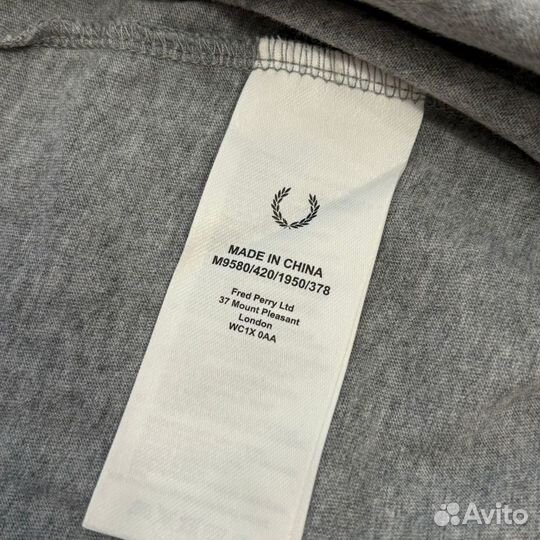 MADE IN CHINA
M9580/420/1950/378
Fred Perry Ltd
37 Mount Pleasant
London
WC1X 0AA
Avito